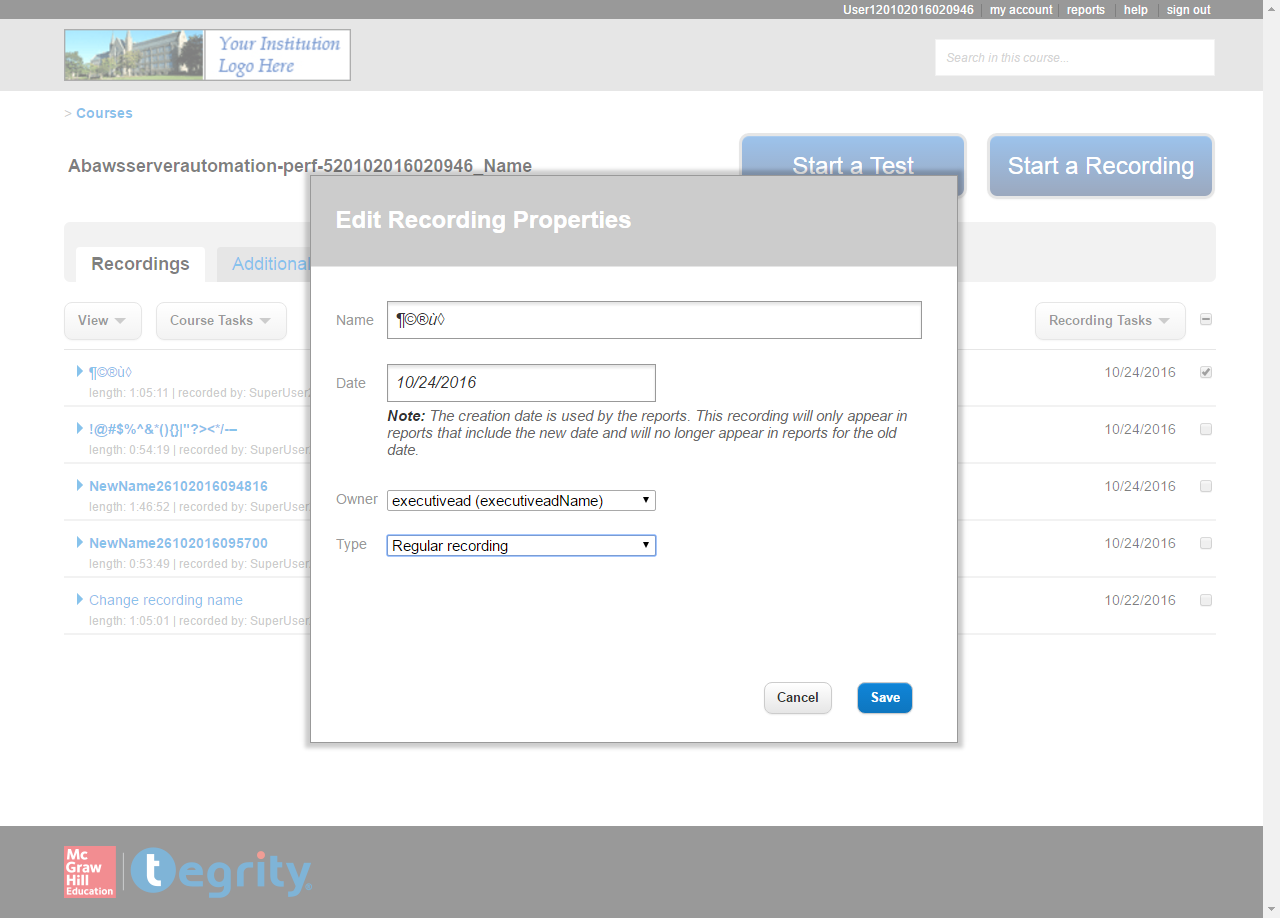 User120102016020946 | my account | reports | help | sign out
Your Institution
Logo Here
Search in this course...
> Courses
Abawsserverautomation-perf-520102016020946_Name
Start a Test
Start a Recording
Edit Recording Properties
Recordings
Additional
Name ¶©®ù◊
View
Course Tasks
Recording Tasks
¶©®ù◊
10/24/2016
length: 1:05:11 | recorded by: SuperUser
Date 10/24/2016
Note: The creation date is used by the reports. This recording will only appear in
reports that include the new date and will no longer appear in reports for the old
date.
!@#$%^&*(){}|"?><*/—-
10/24/2016
length: 0:54:19 | recorded by: SuperUser
NewName26102016094816
10/24/2016
length: 1:46:52 | recorded by: SuperUser
Owner executivead (executiveadName)
NewName26102016095700
10/24/2016
length: 0:53:49 | recorded by: SuperUser
Type Regular recording
Change recording name
10/22/2016
length: 1:05:01 | recorded by: SuperUser
Cancel
Save
Mc
Graw
Hill
Education
tegrity